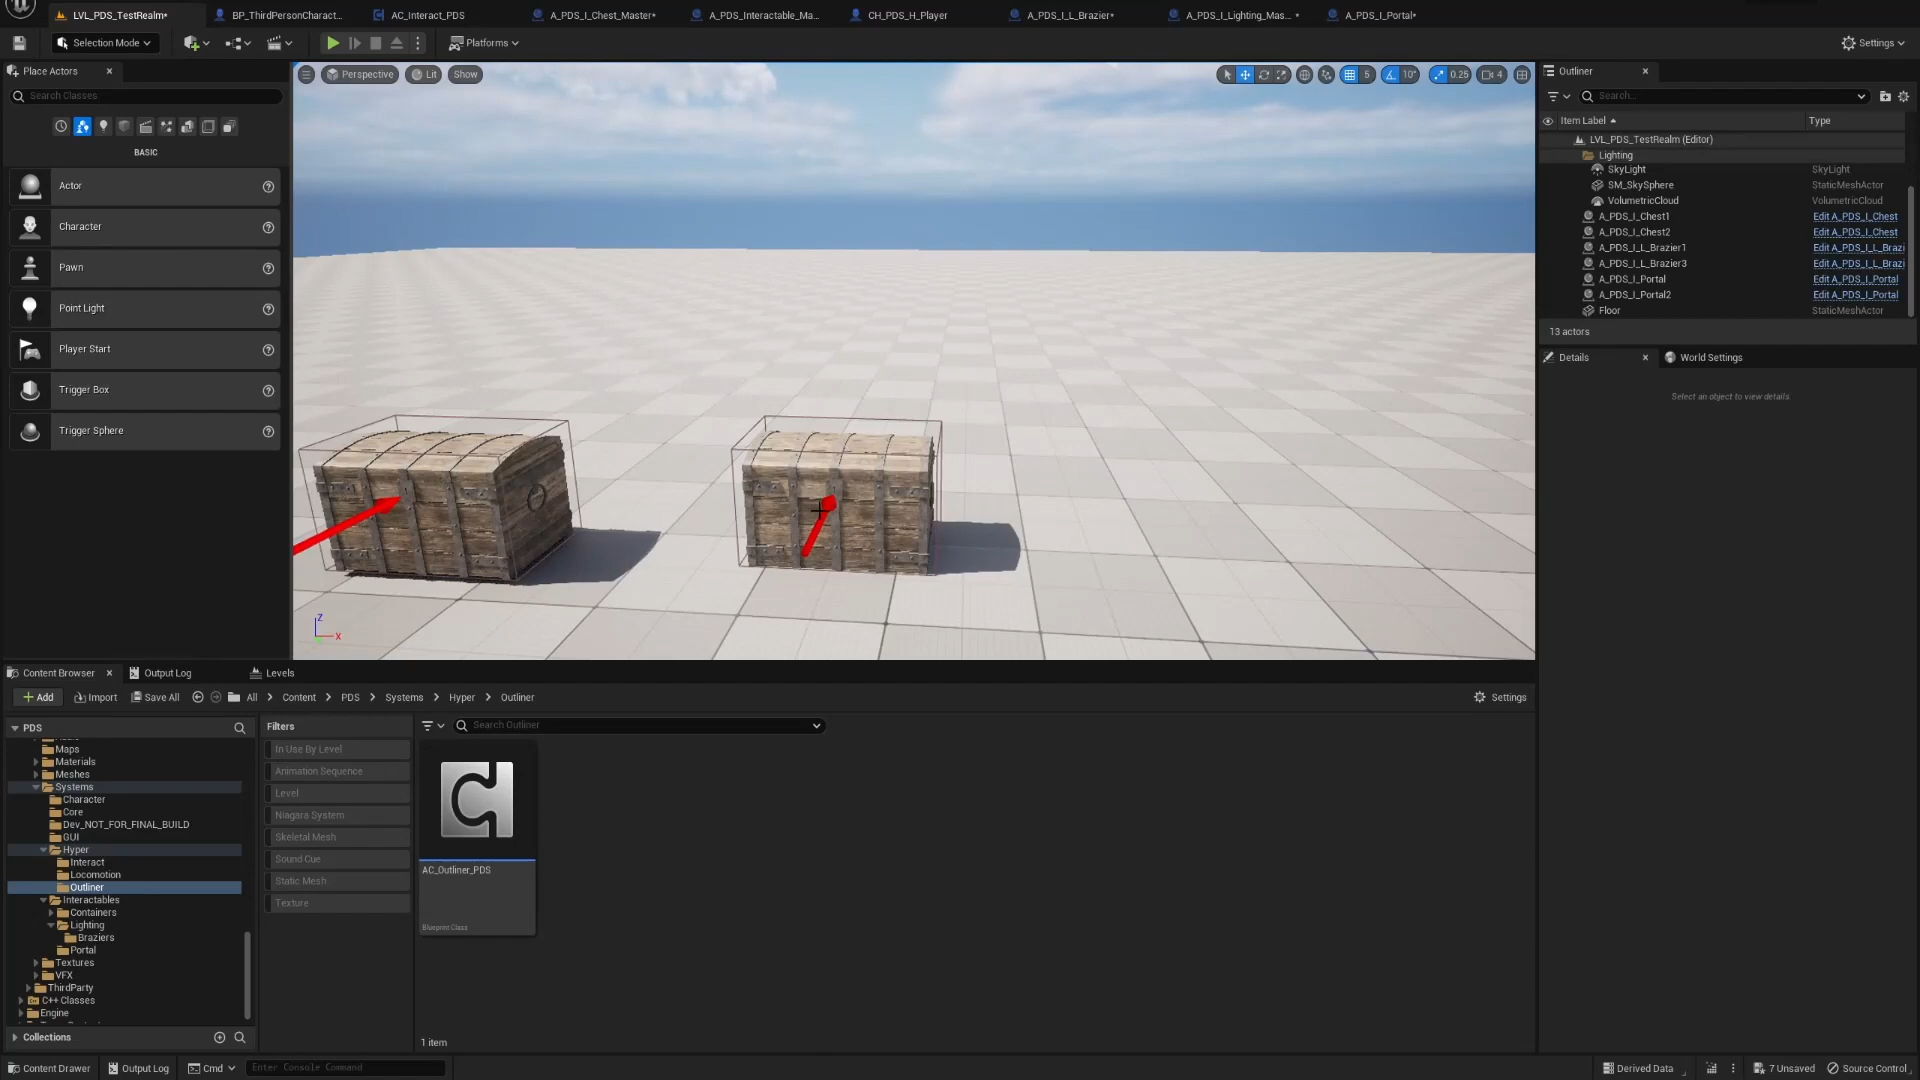 LVL_PDS_TestRealm*
BP_ThirdPersonCharact...
AC_Interact_PDS
A_PDS_I_Chest_Master*
A_PDS_Interactable_Ma...
CH_PDS_H_Player
A_PDS_I_L_Brazier*
A_PDS_I_Lighting_Mas... *
A_PDS_I_Portal*
Selection Mode
Platforms
Settings
Place Actors
Search Classes
BASIC
Actor
Character
Pawn
Point Light
Player Start
Trigger Box
Trigger Sphere
Perspective
Lit
Show
5
10°
0.25
4
Z
X
Outliner
Search...
Item Label
Type
LVL_PDS_TestRealm (Editor)
Lighting
SkyLight
SkyLight
SM_SkySphere
StaticMeshActor
VolumetricCloud
VolumetricCloud
A_PDS_I_Chest1
Edit A_PDS_I_Chest
A_PDS_I_Chest2
Edit A_PDS_I_Chest
A_PDS_I_L_Brazier1
Edit A_PDS_I_L_Brazi
A_PDS_I_L_Brazier3
Edit A_PDS_I_L_Brazi
A_PDS_I_Portal
Edit A_PDS_I_Portal
A_PDS_I_Portal2
Edit A_PDS_I_Portal
Floor
StaticMeshActor
13 actors
Details
World Settings
Select an object to view details.
Content Browser
Output Log
Levels
Add
Import
Save All
All
Content
PDS
Systems
Hyper
Outliner
Settings
PDS
Maps
Materials
Meshes
Systems
Character
Core
Dev_NOT_FOR_FINAL_BUILD
GUI
Hyper
Interact
Locomotion
Outliner
Interactables
Containers
Lighting
Braziers
Portal
Textures
VFX
ThirdParty
C++ Classes
Engine
Collections
Filters
In Use By Level
Animation Sequence
Level
Niagara System
Skeletal Mesh
Sound Cue
Static Mesh
Texture
Search Outliner
AC_Outliner_PDS
Blueprint Class
1 item
Content Drawer
Output Log
Cmd
Enter Console Command
Derived Data
7 Unsaved
Source Control